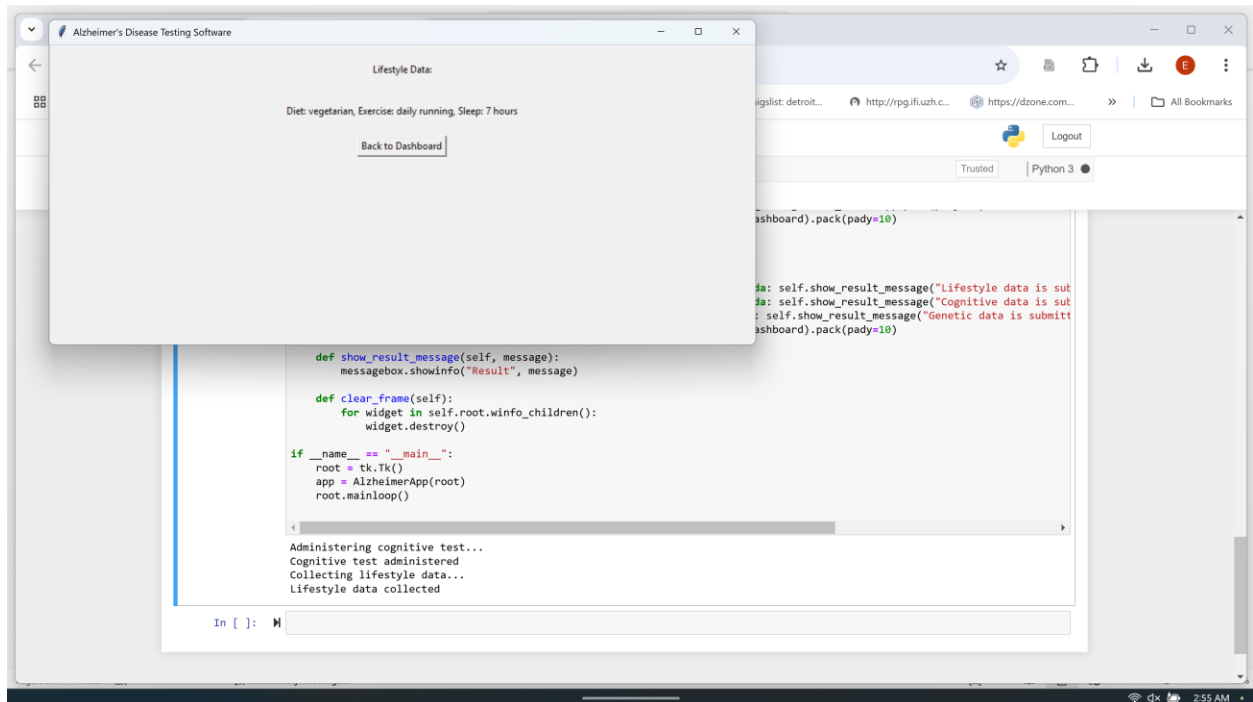 Alzheimer's Disease Testing Software
Lifestyle Data:
Diet: vegetarian, Exercise: daily running, Sleep: 7 hours
Back to Dashboard
E
aigslist: detroit...
http://rpg.ifi.uzh.c...
https://dzone.com...
»
All Bookmarks
Logout
Trusted
Python 3
ashboard).pack(pady=10)
da: self.show_result_message("Lifestyle data is sub
da: self.show_result_message("Cognitive data is sub
: self.show_result_message("Genetic data is submitt
ashboard).pack(pady=10)
def show_result_message(self, message):
messagebox.showinfo("Result", message)
def clear_frame(self):
for widget in self.root.winfo_children():
widget.destroy()
if __name__ == "__main__":
root = tk.Tk()
app = AlzheimerApp(root)
root.mainloop()
Administering cognitive test...
Cognitive test administered
Collecting lifestyle data...
Lifestyle data collected
In [ ]:
2:55 AM